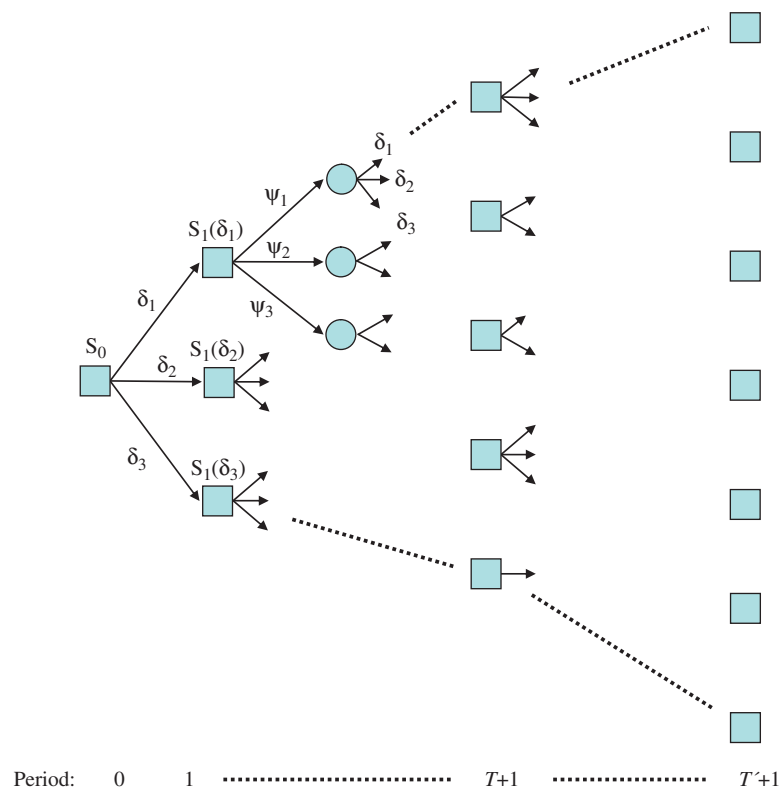 δ1
δ2
ψ1
S1(δ1)
ψ2
δ3
δ1
ψ3
S0
S1(δ2)
δ2
δ3
S1(δ3)
Period: 0 1 T+1 T´+1